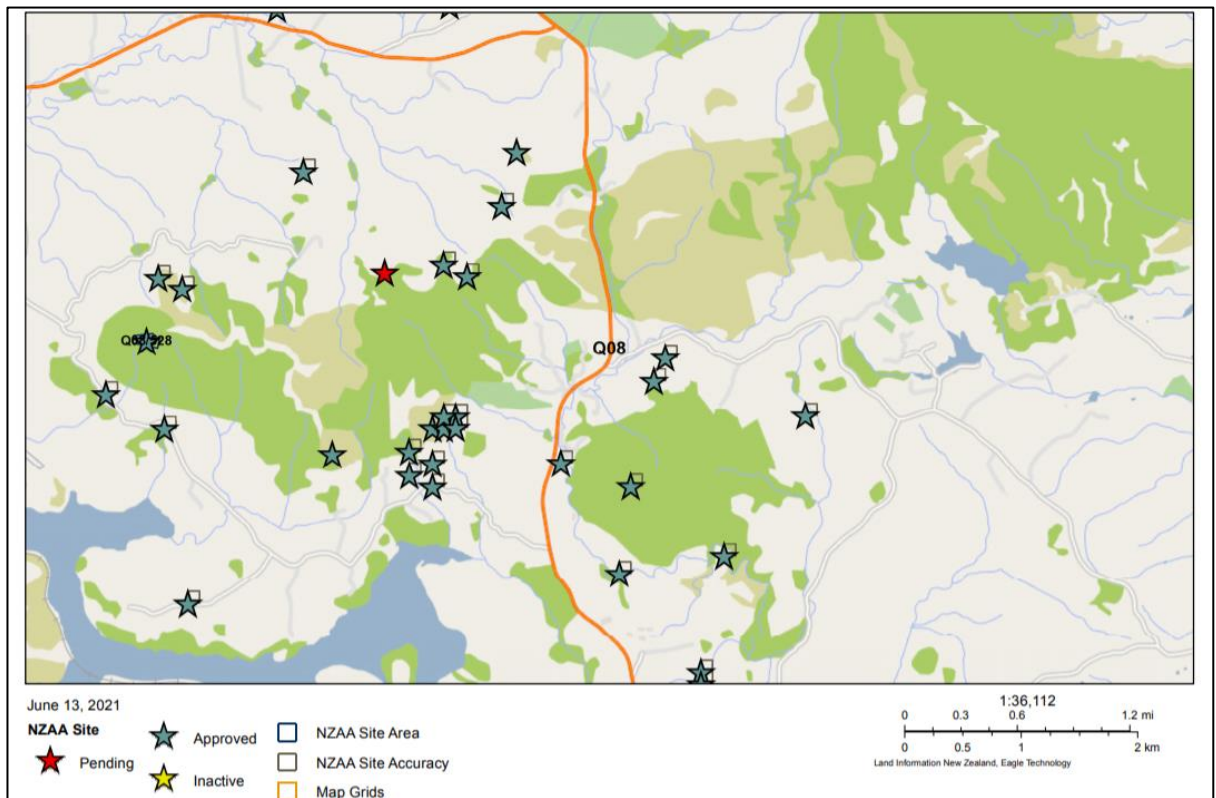 Q08
June 13, 2021
NZAA Site
Pending
Approved
Inactive
NZAA Site Area
NZAA Site Accuracy
Map Grids
1:36,112
0 0.3 0.6 1.2 mi
0 0.5 1 2 km
Land Information New Zealand, Eagle Technology